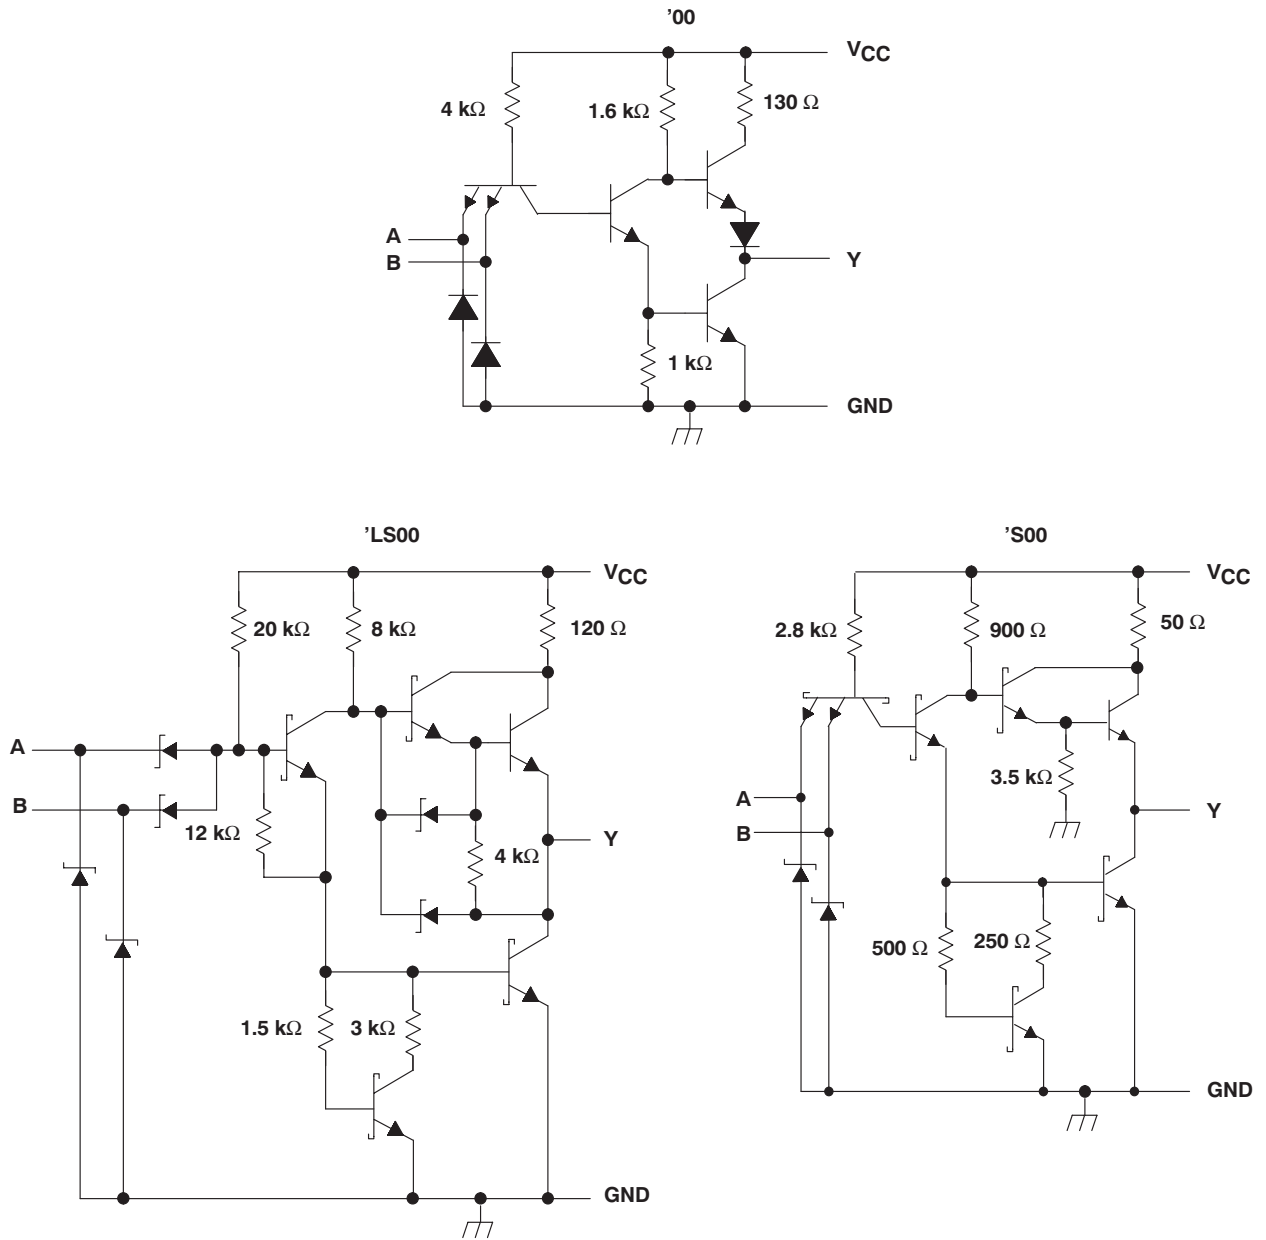 ’00
VCC
4 kΩ
1.6 kΩ
130 Ω
A
B
Y
1 kΩ
GND
’LS00
VCC
20 kΩ
8 kΩ
120 Ω
A
B
12 kΩ
Y
4 kΩ
1.5 kΩ
3 kΩ
GND
’S00
VCC
2.8 kΩ
900 Ω
50 Ω
3.5 kΩ
A
B
Y
500 Ω
250 Ω
GND